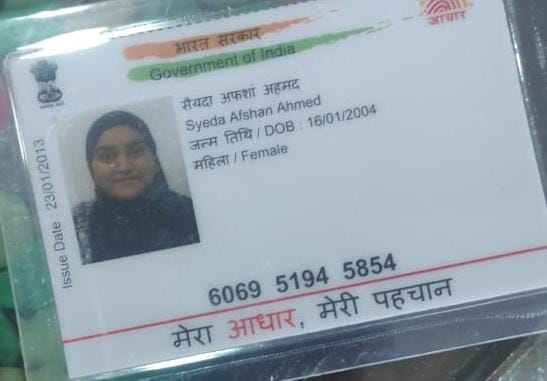 भारत सरकार
Government of India
आधार
सैयदा अफशां अहमद
Syeda Afshan Ahmed
जन्म तिथि / DOB : 16/01/2004
महिला / Female
Issue Date : 23/01/2013
6069 5194 5854
मेरा आधार, मेरी पहचान